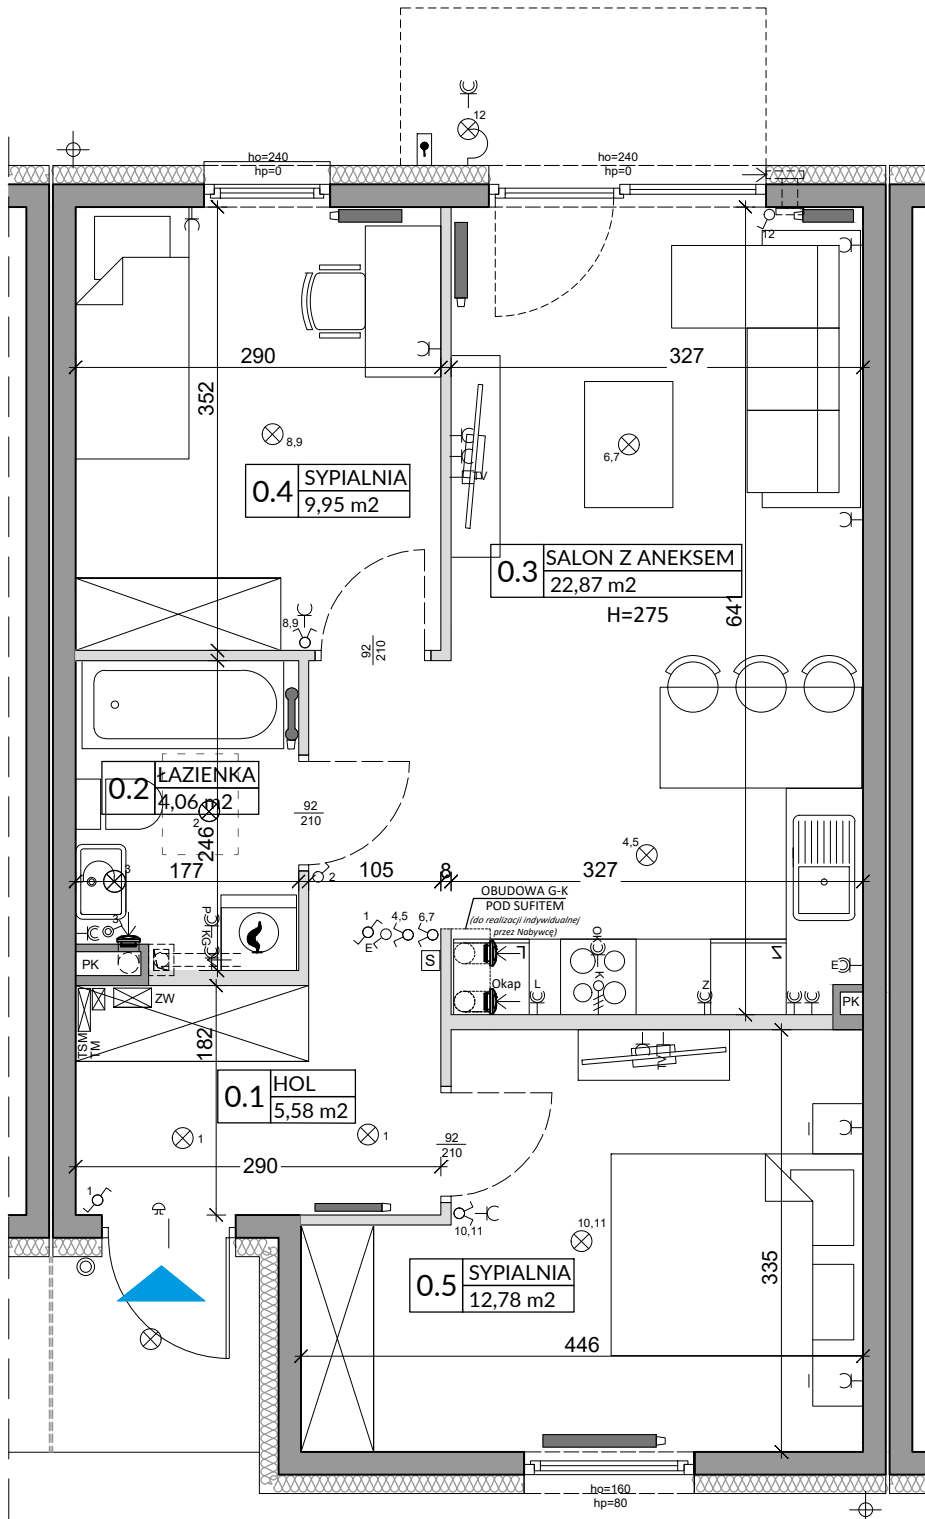 12
ho=240
hp=0
ho=240
hp=0
12
290
327
352
8,9
6,7
TV
0.4
SYPIALNIA
9,95 m2
0.3
SALON Z ANEKSEM
22,87 m2
H=275
641
8,9
92
210
0.2
ŁAZIENKA
4,06 m2
2
246
92
210
4,5
3
177
2
105
8
327
OBUDOWA G-K
POD SUFITEM
(do realizacji indywidualnej
przez Nabywcę)
3
P
KG
1
4,5
6,7
E
S
OK
K
N
E
PK
Okap
L
Z
PK
ZW
TSM
TM
182
0.1
HOL
5,58 m2
1
1
92
210
290
1
10,11
10,11
0.5
SYPIALNIA
12,78 m2
335
446
ho=160
hp=80